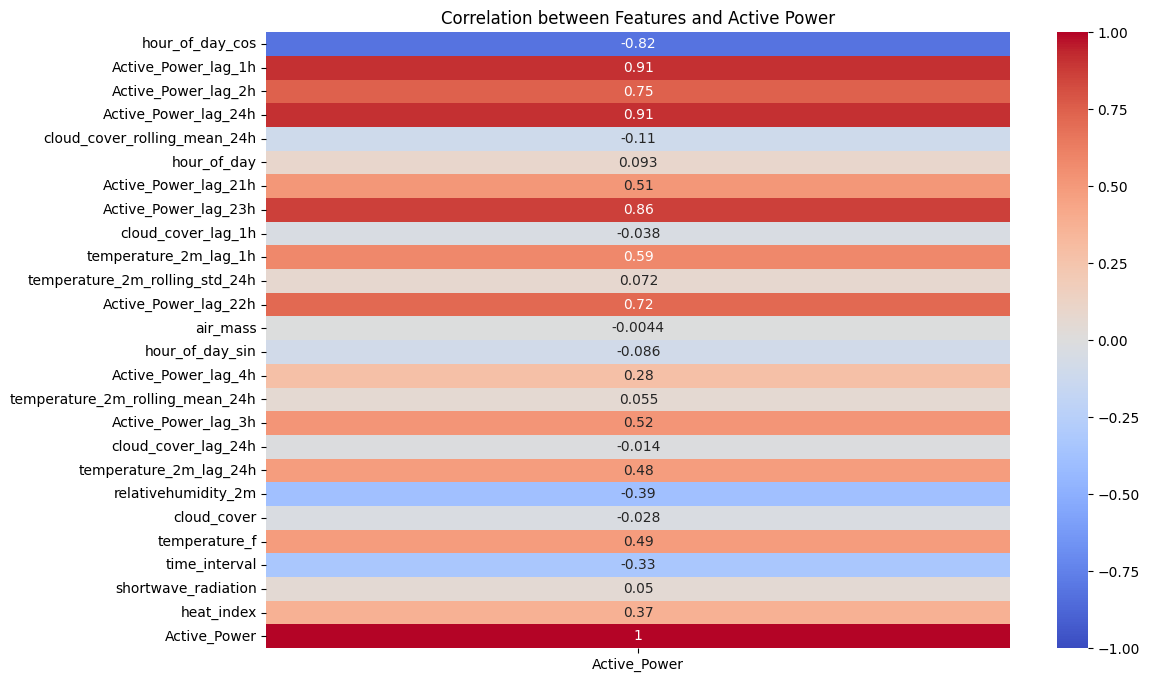 Correlation between Features and Active Power
hour_of_day_cos -0.82
Active_Power_lag_1h 0.91
Active_Power_lag_2h 0.75
Active_Power_lag_24h 0.91
cloud_cover_rolling_mean_24h -0.11
hour_of_day 0.093
Active_Power_lag_21h 0.51
Active_Power_lag_23h 0.86
cloud_cover_lag_1h -0.038
temperature_2m_lag_1h 0.59
temperature_2m_rolling_std_24h 0.072
Active_Power_lag_22h 0.72
air_mass -0.0044
hour_of_day_sin -0.086
Active_Power_lag_4h 0.28
temperature_2m_rolling_mean_24h 0.055
Active_Power_lag_3h 0.52
cloud_cover_lag_24h -0.014
temperature_2m_lag_24h 0.48
relativehumidity_2m -0.39
cloud_cover -0.028
temperature_f 0.49
time_interval -0.33
shortwave_radiation 0.05
heat_index 0.37
Active_Power 1
Active_Power
1.00
0.75
0.50
0.25
0.00
−0.25
−0.50
−0.75
−1.00